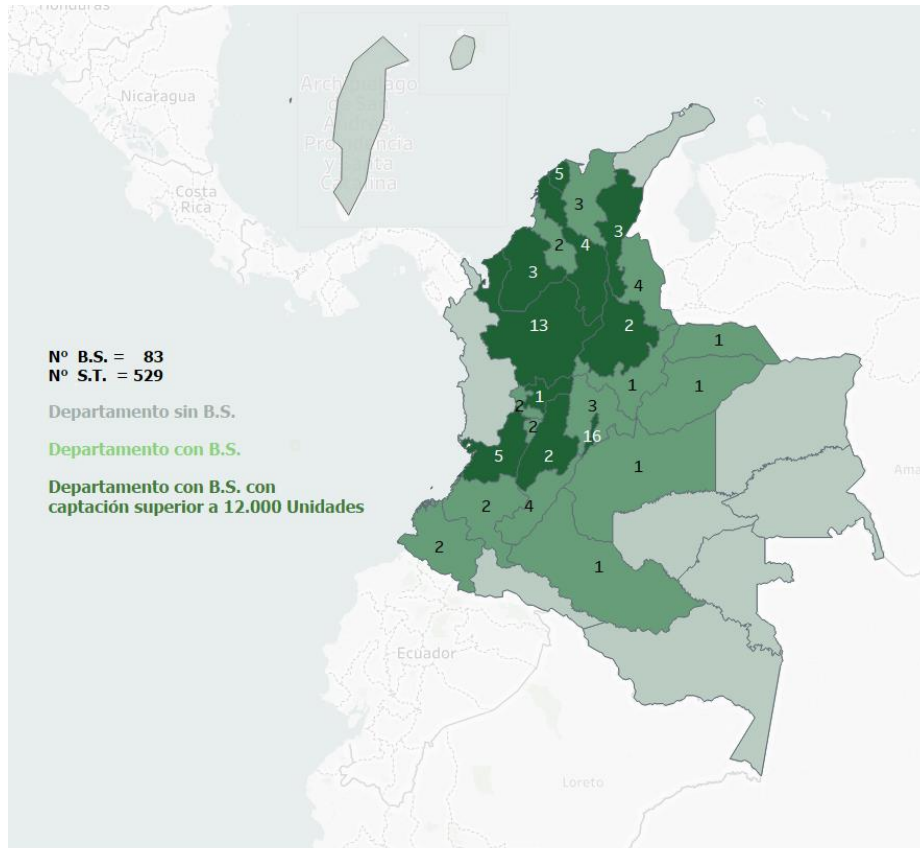 Honduras
Nicaragua
Costa
Rica
Archipiélago
de San
Andrés,
Providencia
y Santa
Catalina
5
3
3
2
4
3
4
13
2
1
Nº B.S. = 83
Nº S.T. = 529
1
1
1
2
3
Departamento sin B.S.
2
16
Departamento con B.S.
5
2
1
Departamento con B.S. con
captación superior a 12.000 Unidades
2
4
2
1
Ecuador
Loreto